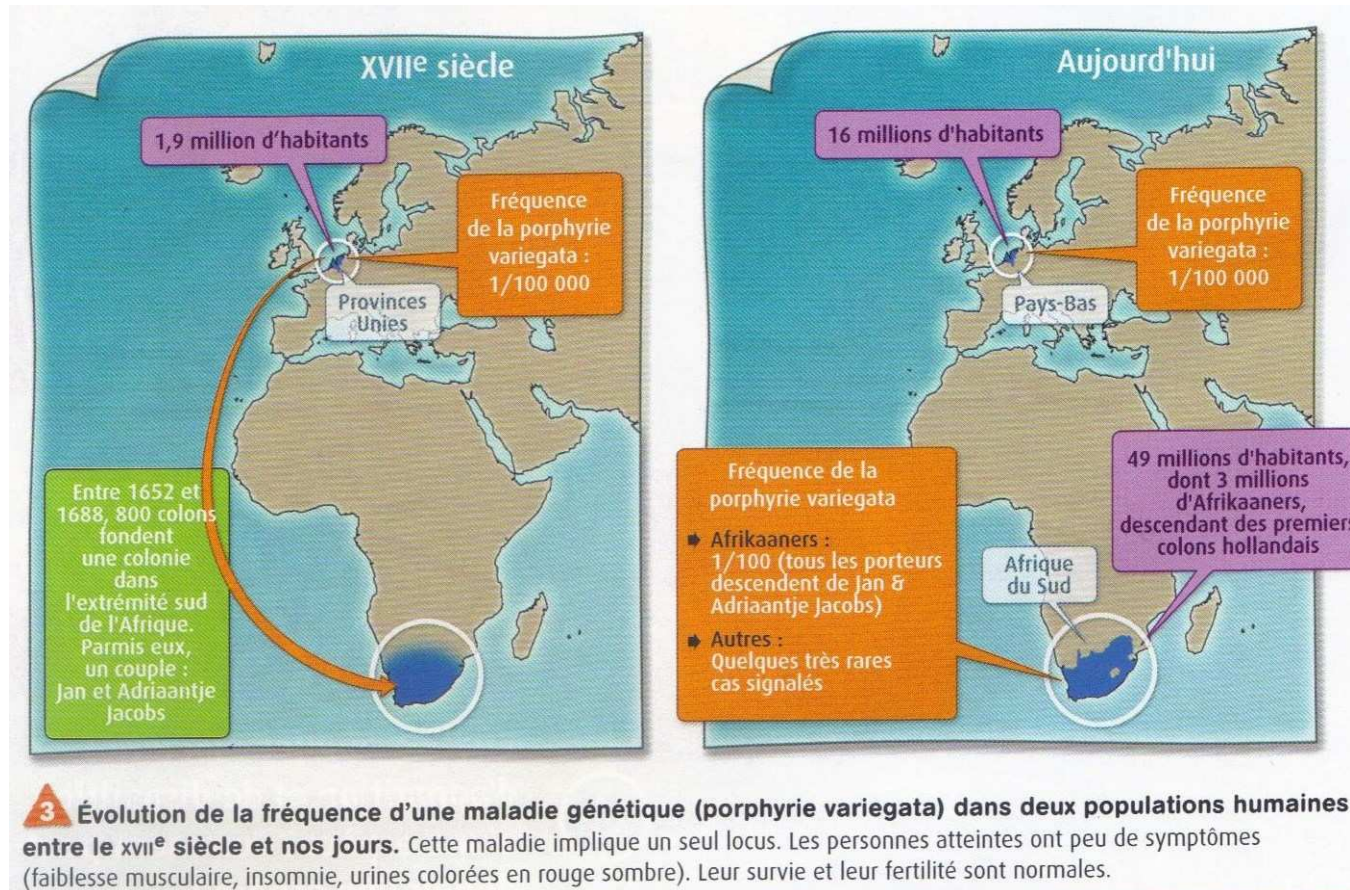 XVIIe siècle
1,9 million d'habitants
Fréquence
de la porphyrie
variegata :
1/100 000
Provinces
Unies
Entre 1652 et
1688, 800 colons
fondent
une colonie
dans
l'extrémité sud
de l'Afrique.
Parmis eux,
un couple :
Jan et Adriaantje
Jacobs
Aujourd'hui
16 millions d'habitants
Fréquence
de la porphyrie
variegata :
1/100 000
Pays-Bas
Fréquence de la
porphyrie variegata
Afrikaaners :
1/100 (tous les porteurs
descendent de Jan &
Adriaantje Jacobs)
Autres :
Quelques très rares
cas signalés
49 millions d'habitants,
dont 3 millions
d'Afrikaaners,
descendant des premiers
colons hollandais
Afrique
du Sud
3 Évolution de la fréquence d'une maladie génétique (porphyrie variegata) dans deux populations humaines
entre le XVIIe siècle et nos jours. Cette maladie implique un seul locus. Les personnes atteintes ont peu de symptômes
(faiblesse musculaire, insomnie, urines colorées en rouge sombre). Leur survie et leur fertilité sont normales.